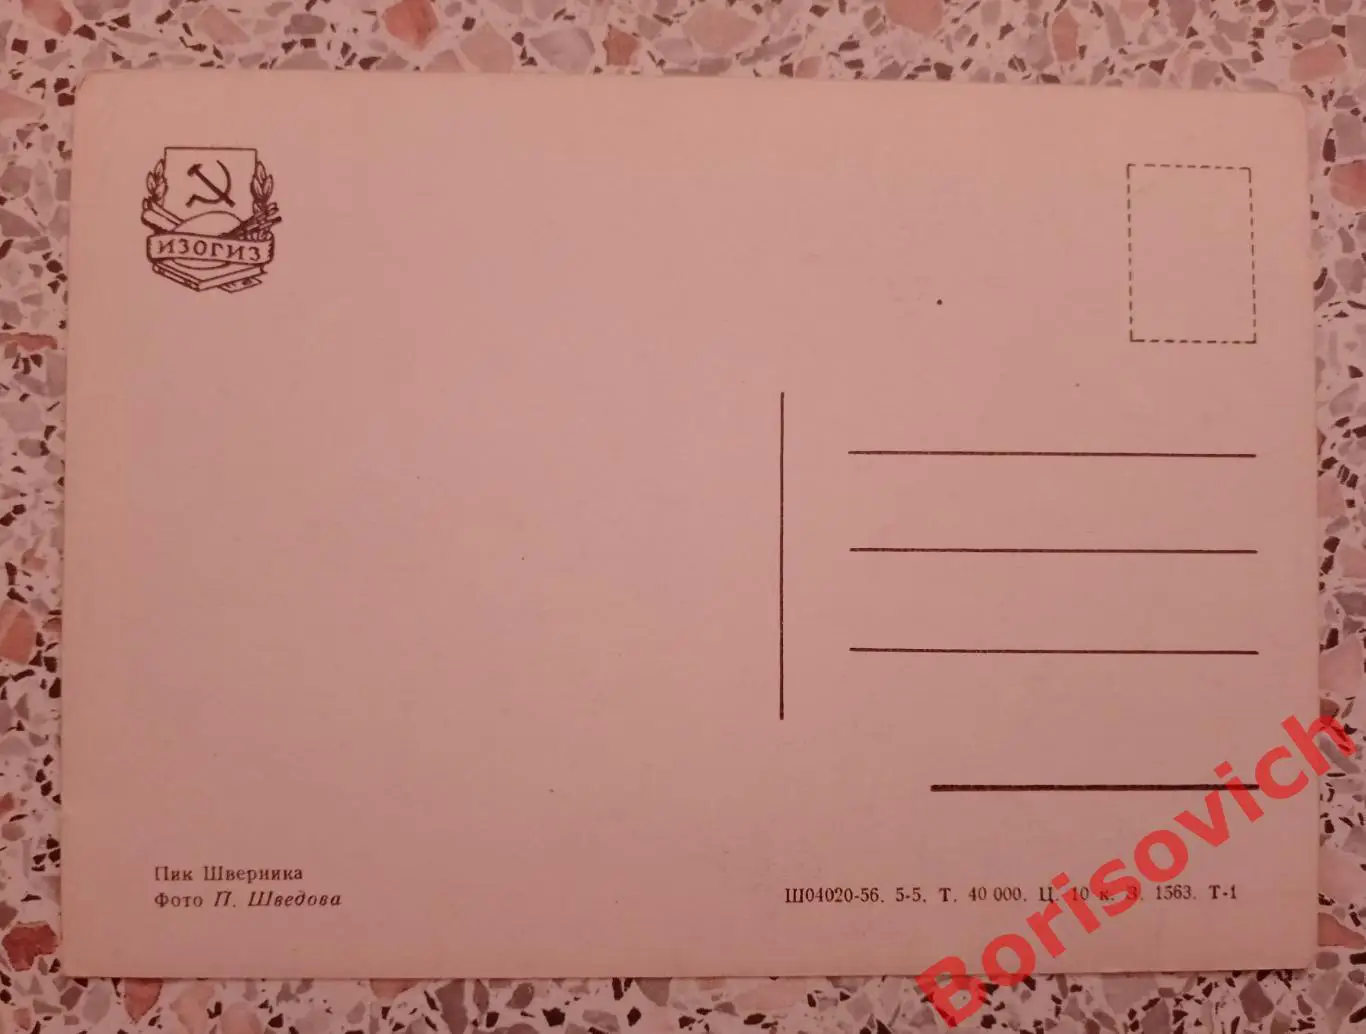 ИЗОГИЗ
Пик Шверника
Фото П. Шведова
Ш04020-56. 5-5. Т. 40 000. Ц. 10 к. З. 1563. Т-1
Borisovich